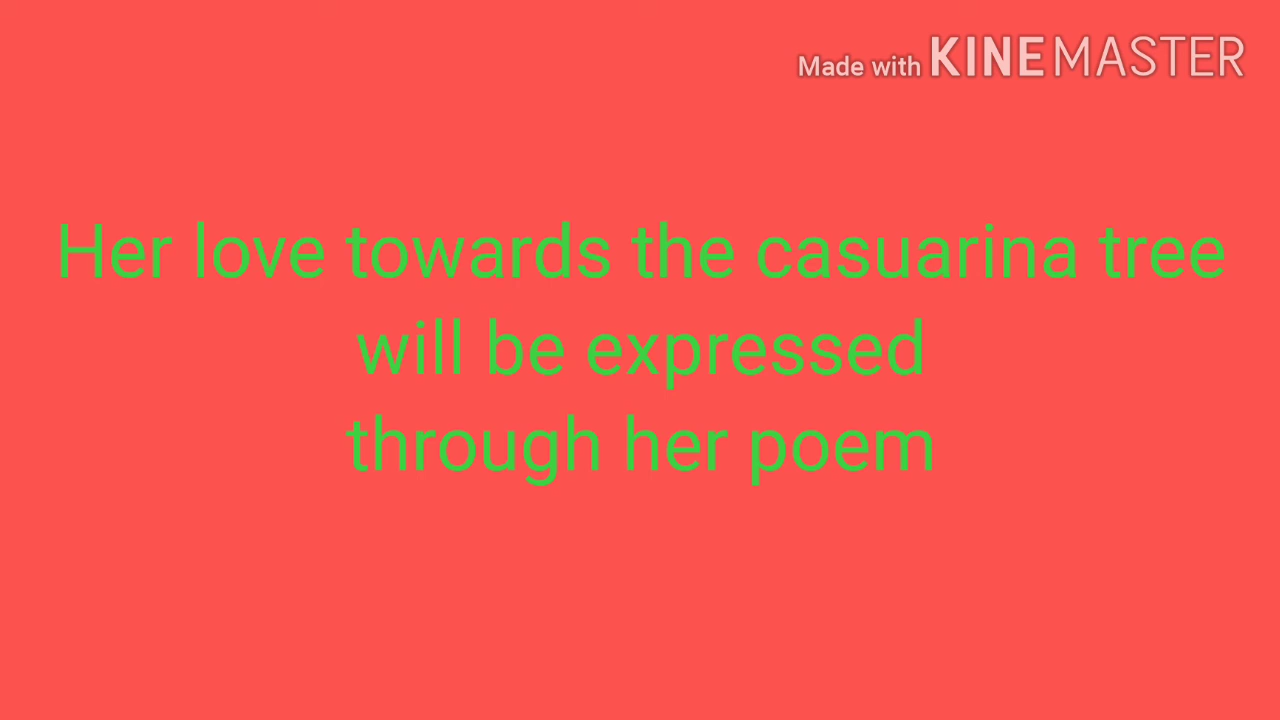 Made with KINEMASTER
Her love towards the casuarina tree
will be expressed
through her poem